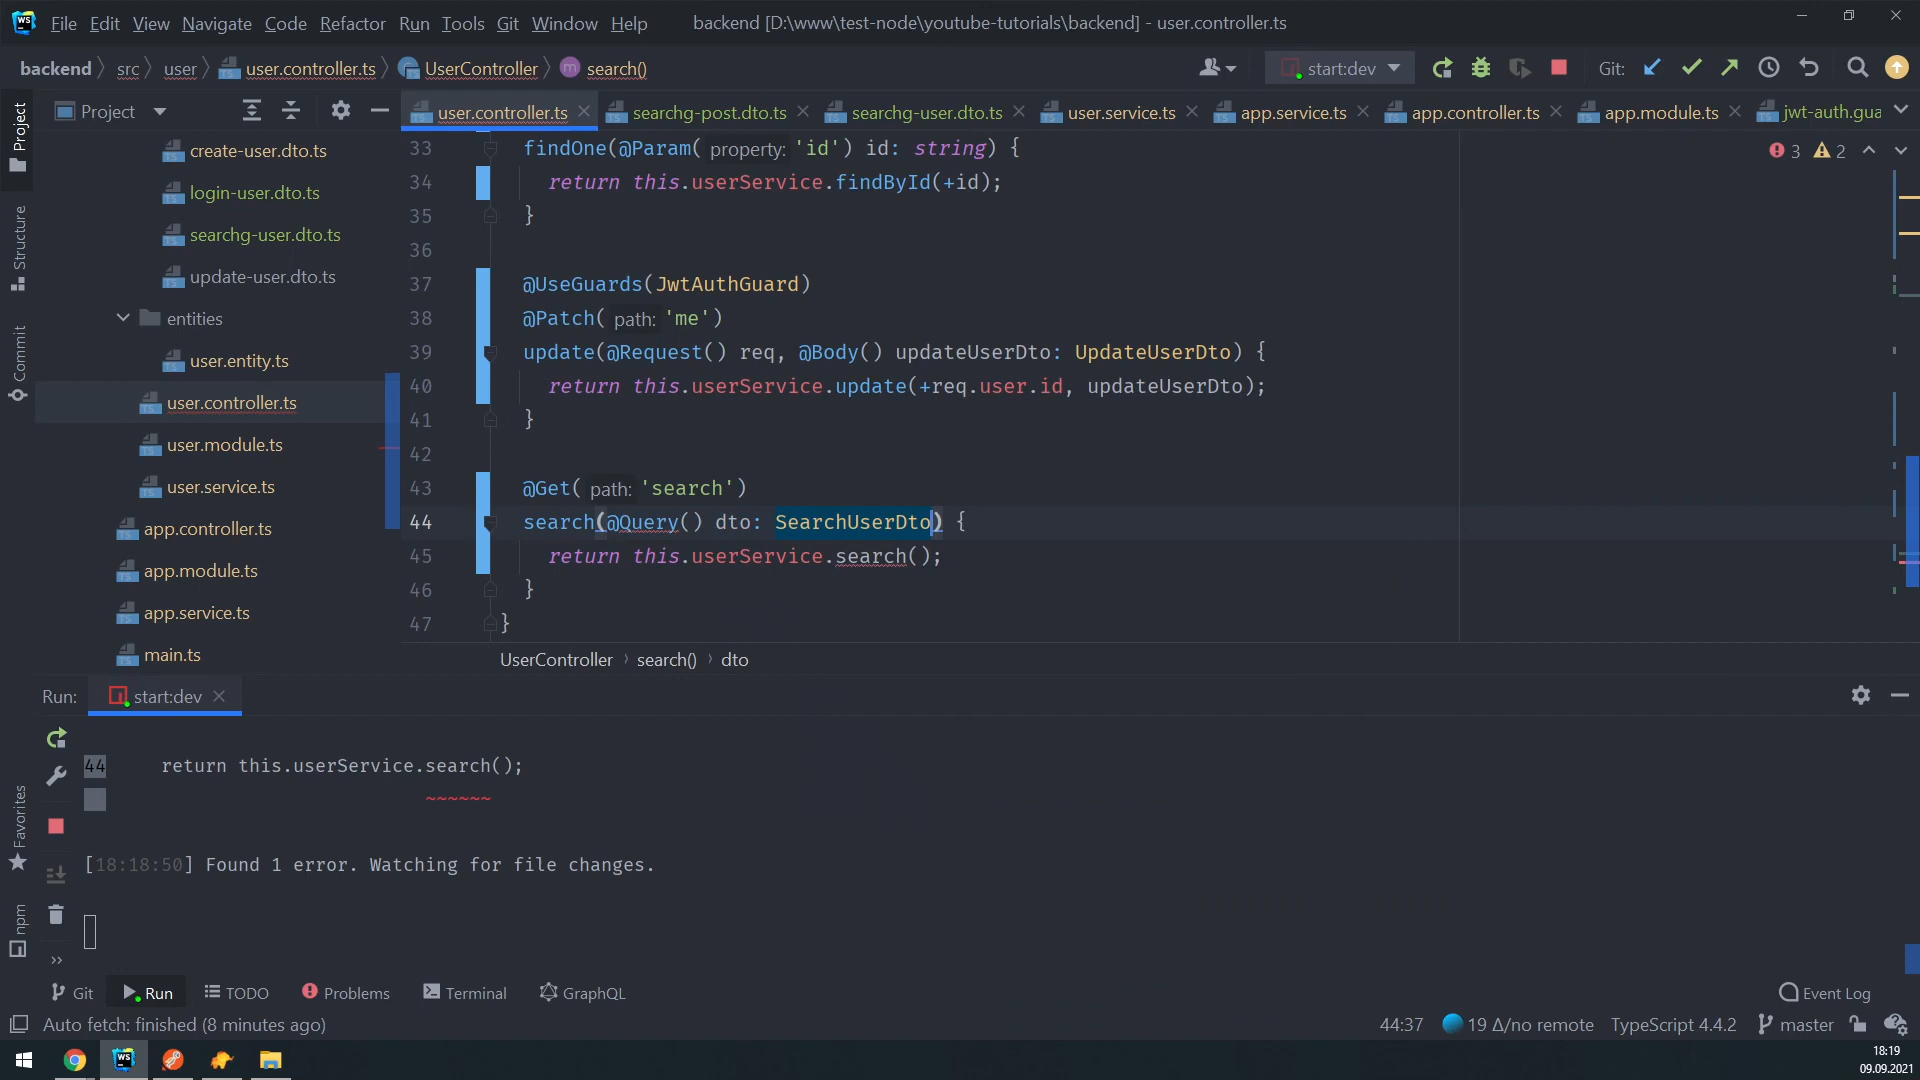 WS File Edit View Navigate Code Refactor Run Tools Git Window Help backend [D:\www\test-node\youtube-tutorials\backend] - user.controller.ts
backend src user user.controller.ts UserController search() start:dev Git:
Project user.controller.ts searchg-post.dto.ts searchg-user.dto.ts user.service.ts app.service.ts app.controller.ts app.module.ts jwt-auth.gua
Project
Structure
Commit
Favorites
npm
create-user.dto.ts
login-user.dto.ts
searchg-user.dto.ts
update-user.dto.ts
entities
user.entity.ts
user.controller.ts
user.module.ts
user.service.ts
app.controller.ts
app.module.ts
app.service.ts
main.ts
3 2
33 findOne(@Param( property: 'id') id: string) {
34 return this.userService.findById(+id);
35 }
36
37 @UseGuards(JwtAuthGuard)
38 @Patch( path: 'me')
39 update(@Request() req, @Body() updateUserDto: UpdateUserDto) {
40 return this.userService.update(+req.user.id, updateUserDto);
41 }
42
43 @Get( path: 'search')
44 search(@Query() dto: SearchUserDto) {
45 return this.userService.search();
46 }
47 }
UserController search() dto
Run: start:dev
44 return this.userService.search();
~~~~~~
[18:18:50] Found 1 error. Watching for file changes.
Git Run TODO Problems Terminal GraphQL Event Log
Auto fetch: finished (8 minutes ago) 44:37 19 Δ/no remote TypeScript 4.4.2 master
WS
18:19
09.09.2021